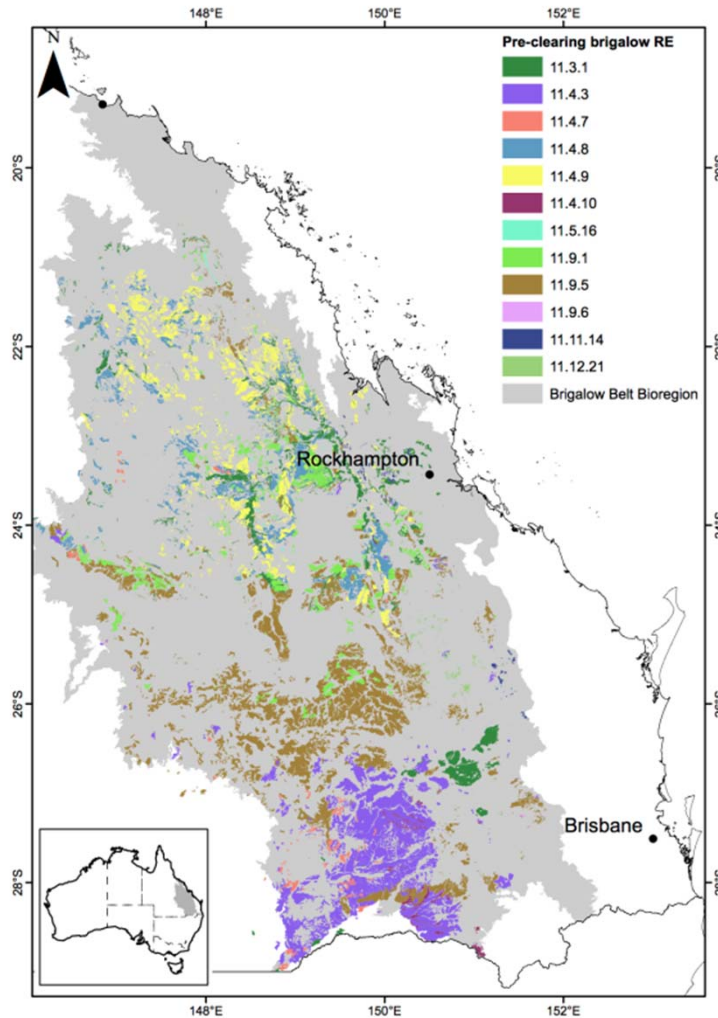 148°E 150°E 152°E
N
Pre-clearing brigalow RE
11.3.1
11.4.3
11.4.7
11.4.8
11.4.9
11.4.10
11.5.16
11.9.1
11.9.5
11.9.6
11.11.14
11.12.21
Brigalow Belt Bioregion
20°S
22°S
Rockhampton
24°S
26°S
Brisbane
28°S
148°E 150°E 152°E